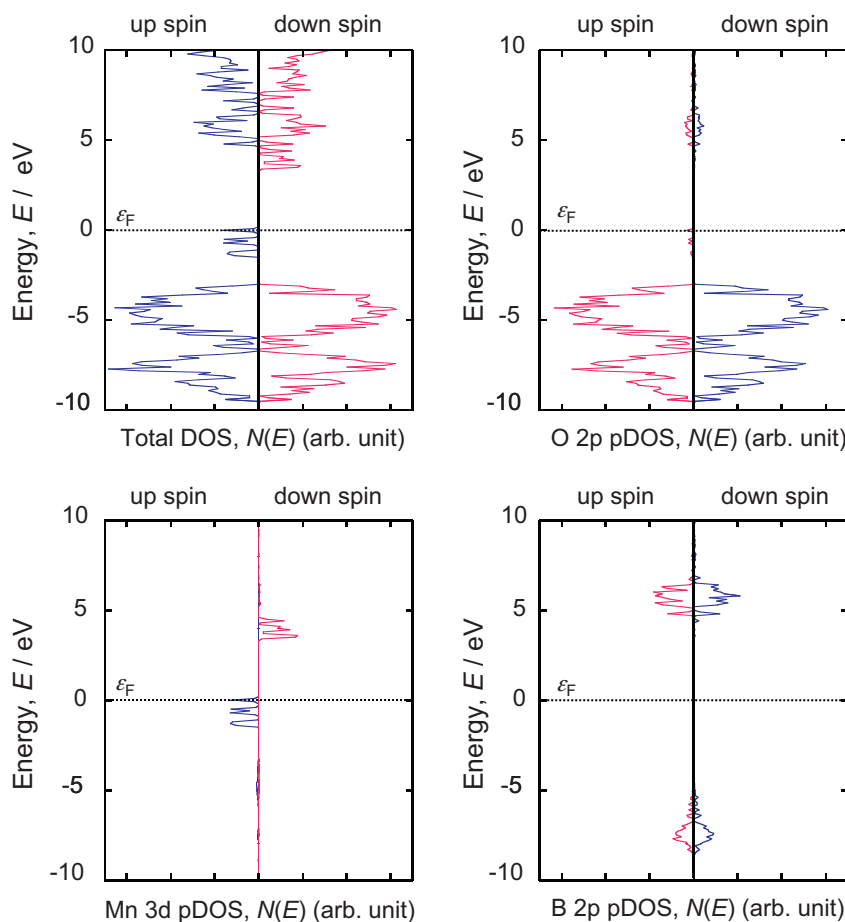 up spin down spin
10
5
0
-5
-10
Energy, E / eV
εF
Total DOS, N(E) (arb. unit)
up spin down spin
10
5
0
-5
-10
Energy, E / eV
εF
O 2p pDOS, N(E) (arb. unit)
up spin down spin
10
5
0
-5
-10
Energy, E / eV
εF
Mn 3d pDOS, N(E) (arb. unit)
up spin down spin
10
5
0
-5
-10
Energy, E / eV
εF
B 2p pDOS, N(E) (arb. unit)